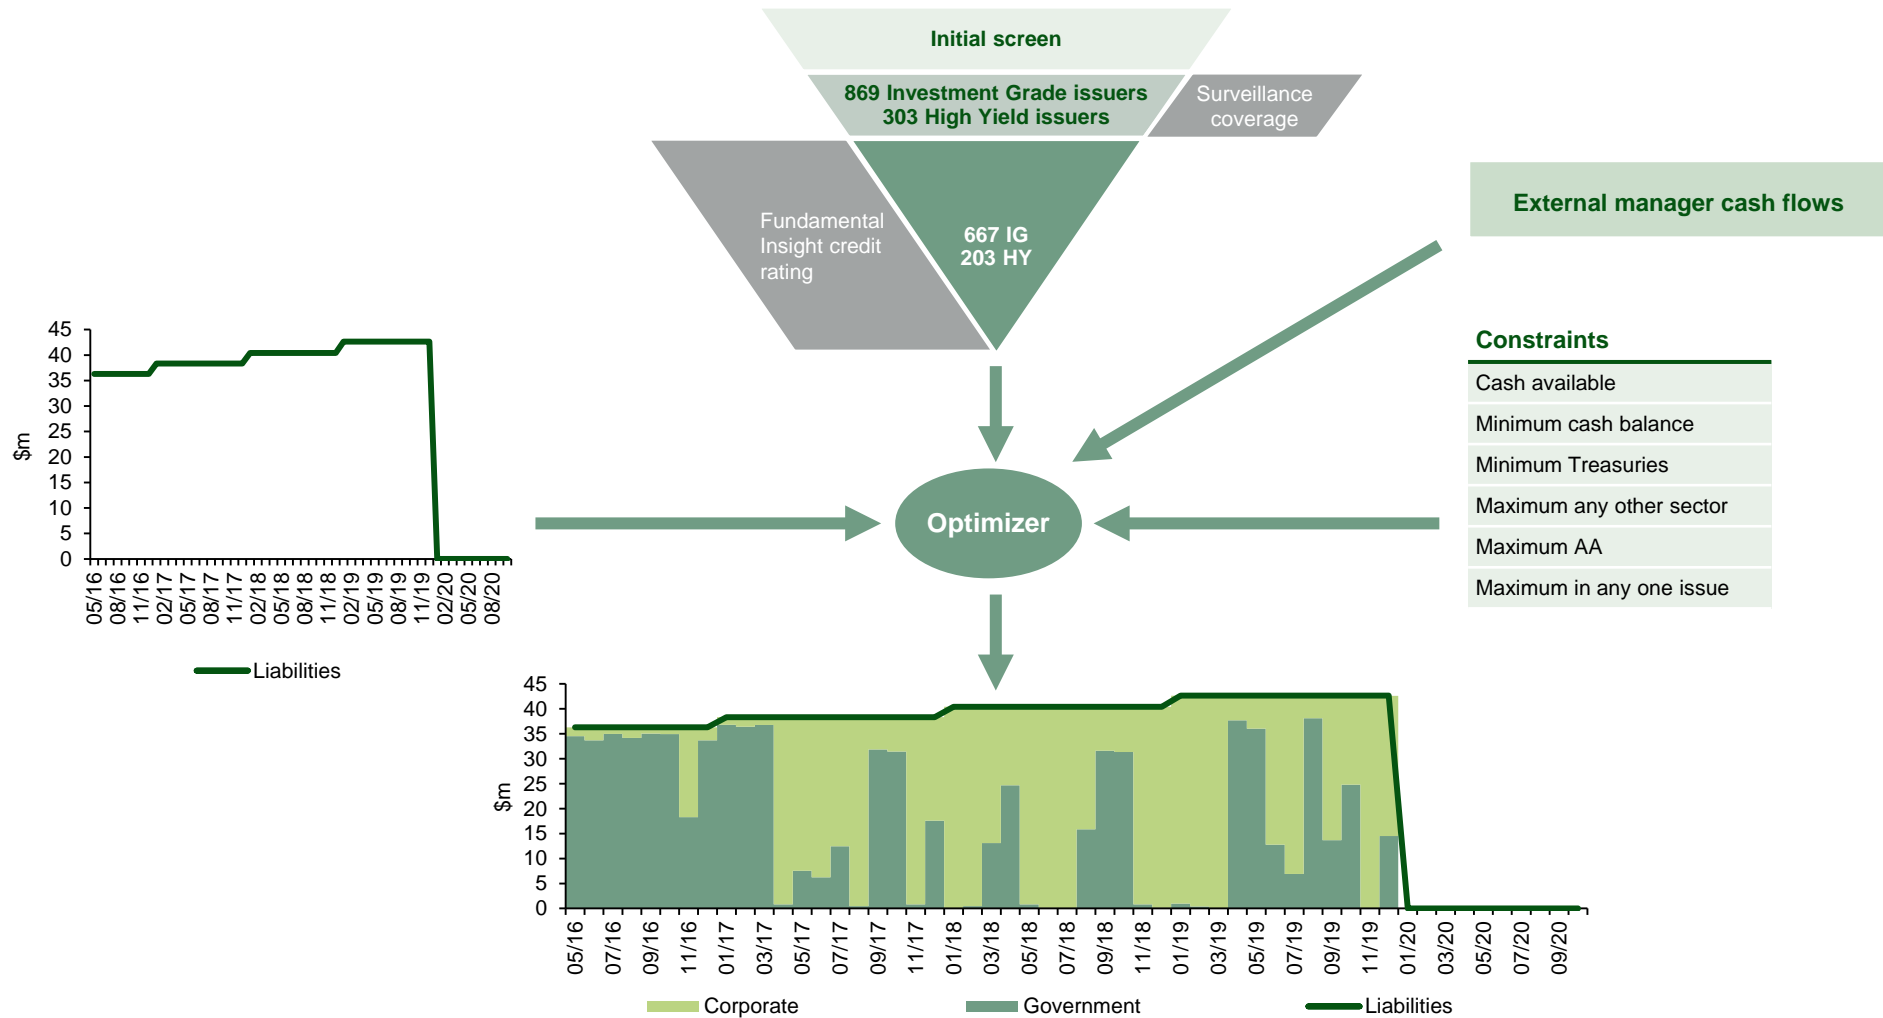 Initial screen
869 Investment Grade issuers
303 High Yield issuers
Surveillance
coverage
Fundamental
Insight credit
rating
667 IG
203 HY
External manager cash flows
Constraints
Cash available
Minimum cash balance
Minimum Treasuries
Maximum any other sector
Maximum AA
Maximum in any one issue
Optimizer
$m
45
40
35
30
25
20
15
10
5
0
05/16
08/16
11/16
02/17
05/17
08/17
11/17
02/18
05/18
08/18
11/18
02/19
05/19
08/19
11/19
02/20
05/20
08/20
Liabilities
$m
45
40
35
30
25
20
15
10
5
0
05/16
07/16
09/16
11/16
01/17
03/17
05/17
07/17
09/17
11/17
01/18
03/18
05/18
07/18
09/18
11/18
01/19
03/19
05/19
07/19
09/19
11/19
01/20
03/20
05/20
07/20
09/20
Corporate
Government
Liabilities